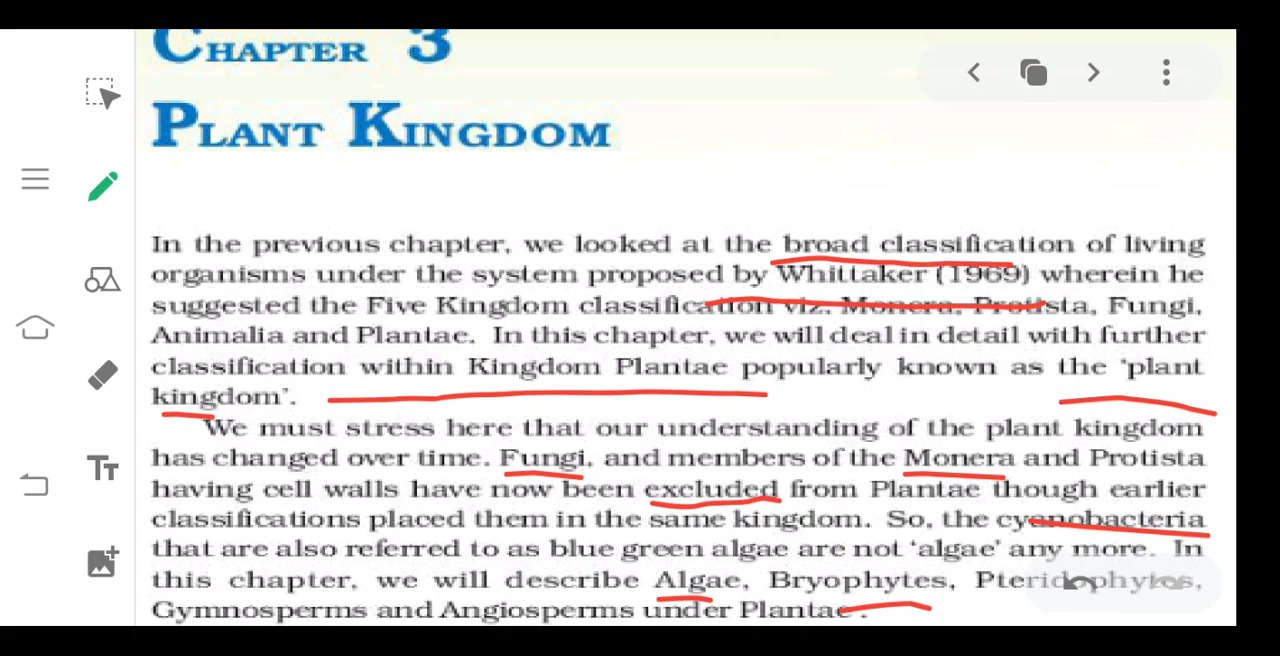 CHAPTER 3
PLANT KINGDOM
In the previous chapter, we looked at the broad classification of living
organisms under the system proposed by Whittaker (1969) wherein he
suggested the Five Kingdom classification viz. Monera, Protista, Fungi,
Animalia and Plantae. In this chapter, we will deal in detail with further
classification within Kingdom Plantae popularly known as the ‘plant
kingdom’.
We must stress here that our understanding of the plant kingdom
has changed over time. Fungi, and members of the Monera and Protista
having cell walls have now been excluded from Plantae though earlier
classifications placed them in the same kingdom. So, the cyanobacteria
that are also referred to as blue green algae are not ‘algae’ any more. In
this chapter, we will describe Algae, Bryophytes, Pteridophytes,
Gymnosperms and Angiosperms under Plantae .
TT